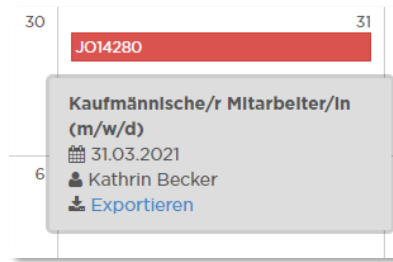 30
31
JO14280
Kaufmännische/r Mitarbeiter/in
(m/w/d)
31.03.2021
Kathrin Becker
Exportieren
6